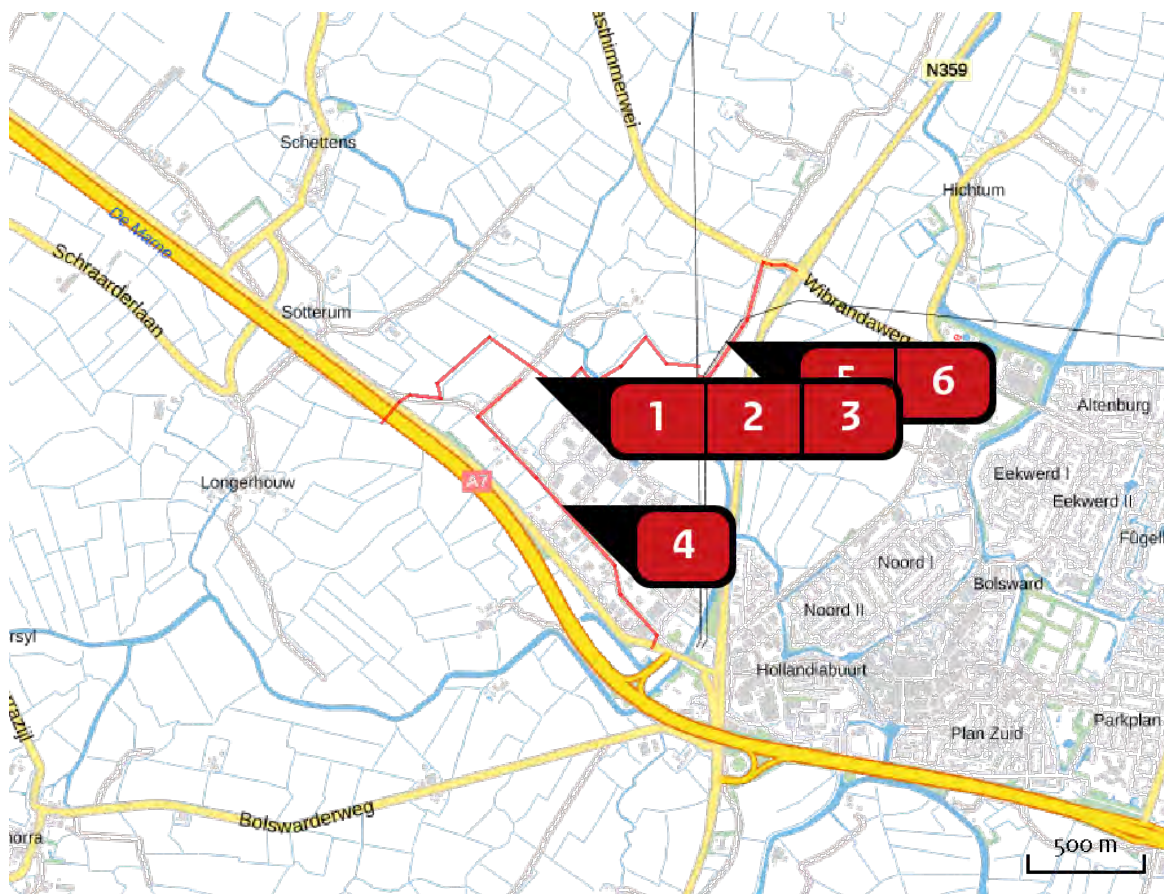 N359
Schettens
Hichtum
De Marne
Schraarderlaan
Sotterum
Wibrandaweg
5
6
1
2
3
Altenburg
A7
Longerhouw
Eekwerd I
Eekwerd II
4
Noord I
Bolsward
Noord II
Hollandiabuurt
Parkplan
Plan Zuid
Bolswarderweg
500 m